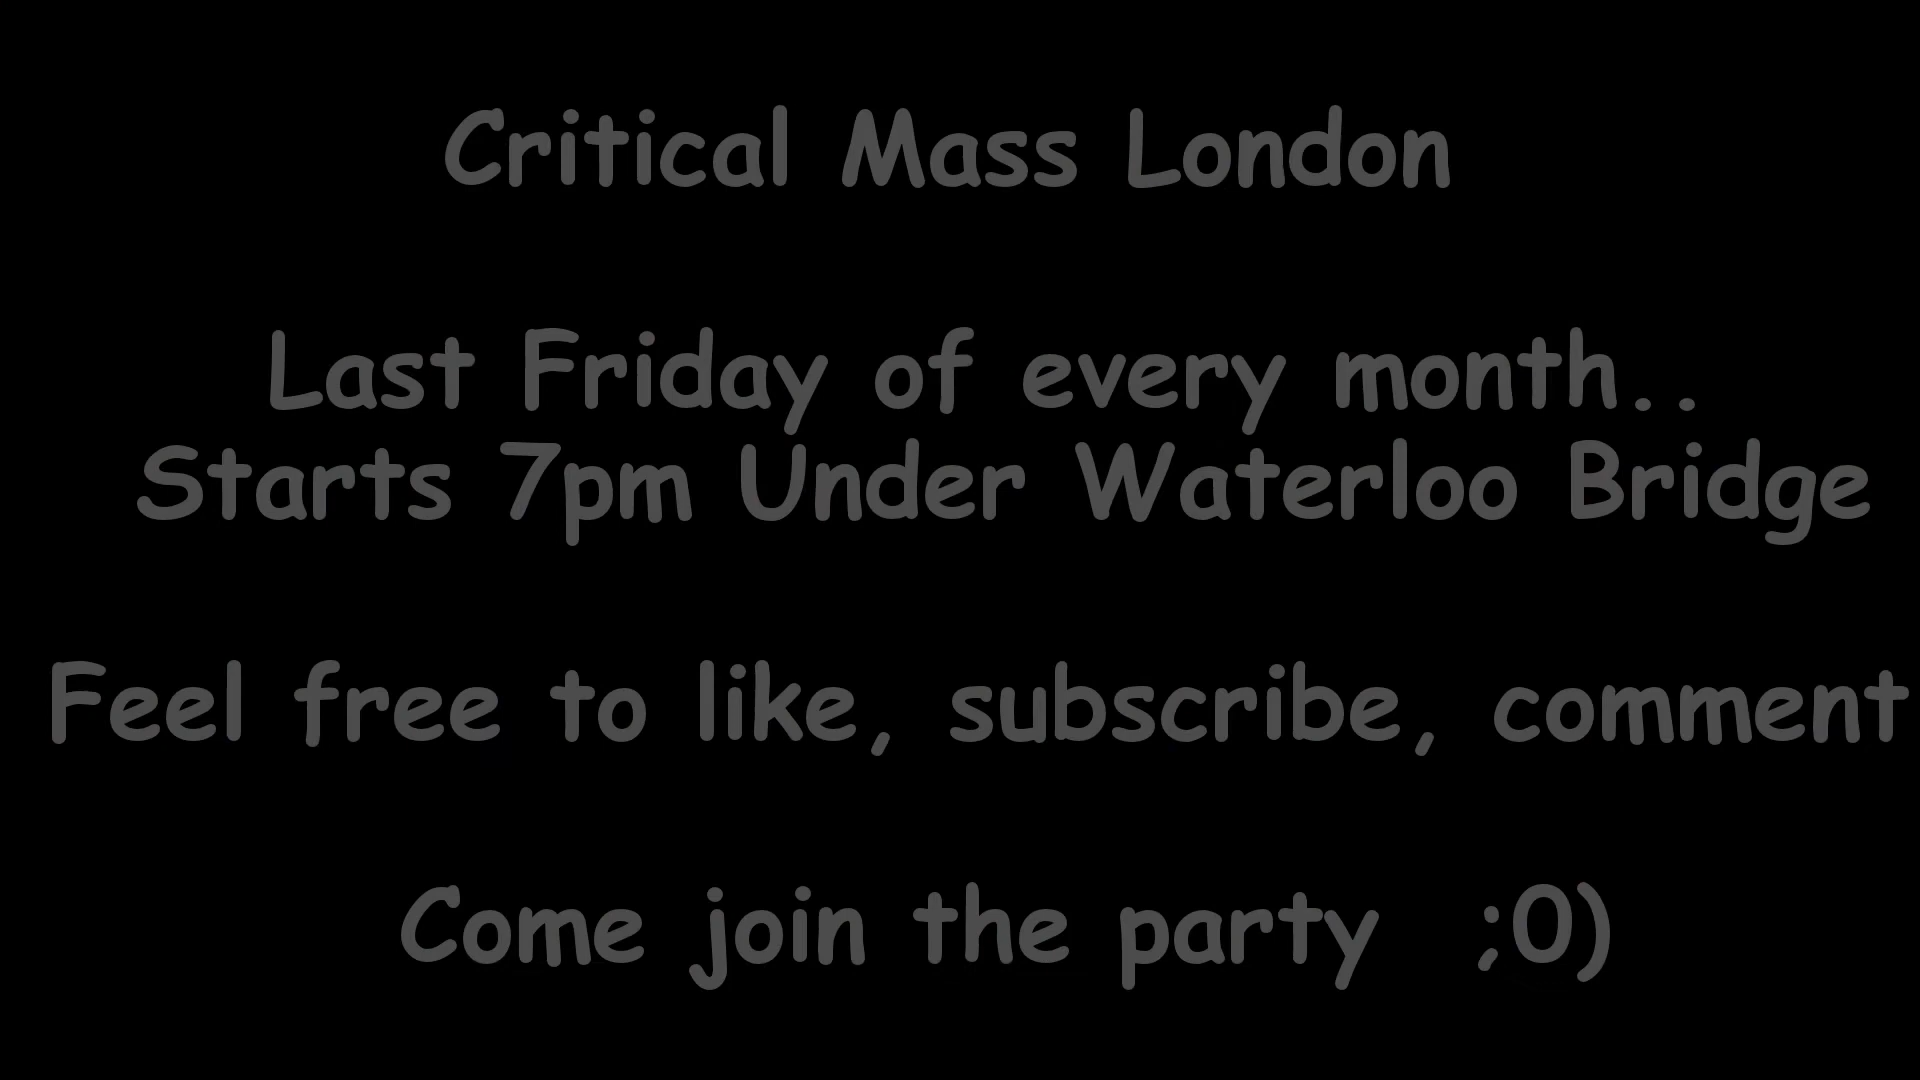 Critical Mass London
Last Friday of every month..
Starts 7pm Under Waterloo Bridge
Feel free to like, subscribe, comment
Come join the party ;0)